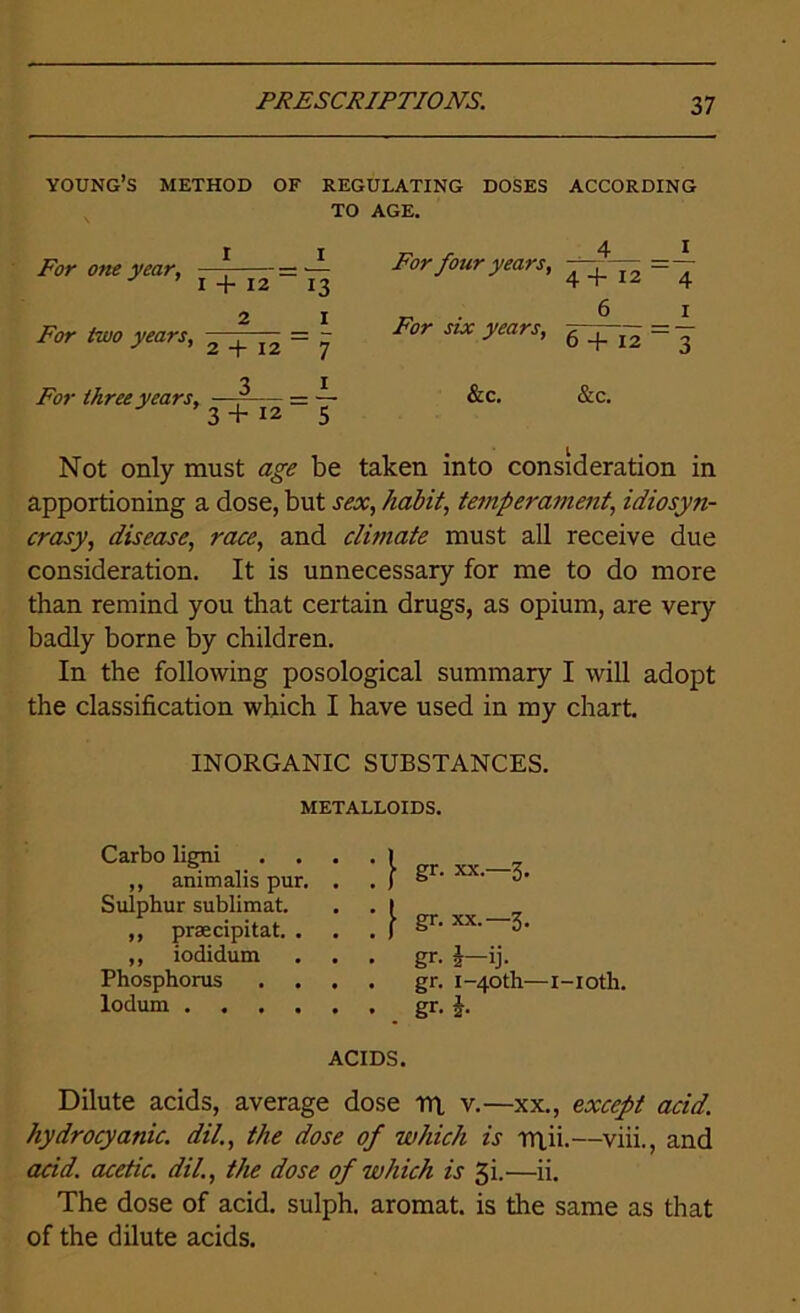 PRESCRIPTIONS. 37
YOUNG'S METHOD OF REGULATING DOSES ACCORDING
TO AGE.
For one year, 1/(1 + 12) = 1/13
For two years, 2/(2 + 12) = 1/7
For three years, 3/(3 + 12) = 1/5
For four years, 4/(4 + 12) = 1/4
For six years, 6/(6 + 12) = 1/3
&c. &c.
Not only must age be taken into consideration in
apportioning a dose, but sex, habit, temperament, idiosyn-
crasy, disease, race, and climate must all receive due
consideration. It is unnecessary for me to do more
than remind you that certain drugs, as opium, are very
badly borne by children.
In the following posological summary I will adopt
the classification which I have used in my chart.
INORGANIC SUBSTANCES.
METALLOIDS.
Carbo ligni . . . .
,, animalis pur. . . } gr. xx.—ʒ.
Sulphur sublimat. . .
,, præcipitat. . . . } gr. xx.—ʒ.
,, iodidum . . . gr. ½—ij.
Phosphorus . . . . gr. 1-40th—1-10th.
Iodum . . . . . . gr. ½.
ACIDS.
Dilute acids, average dose ♏ v.—xx., except acid.
hydrocyanic. dil., the dose of which is ♏ii.—viii., and
acid. acetic. dil., the dose of which is ʒi.—ii.
The dose of acid. sulph. aromat. is the same as that
of the dilute acids.